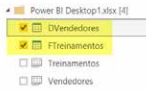 Power BI Desktop1.xlsx [4]
DVendedores
FTreinamentos
Treinamentos
Vendedores